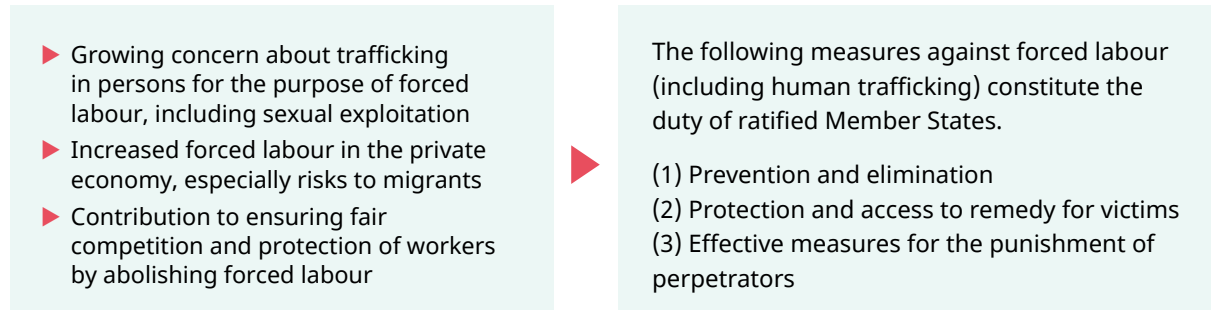 Growing concern about trafficking
in persons for the purpose of forced
labour, including sexual exploitation
Increased forced labour in the private
economy, especially risks to migrants
Contribution to ensuring fair
competition and protection of workers
by abolishing forced labour
The following measures against forced labour
(including human trafficking) constitute the
duty of ratified Member States.
(1) Prevention and elimination
(2) Protection and access to remedy for victims
(3) Effective measures for the punishment of
perpetrators